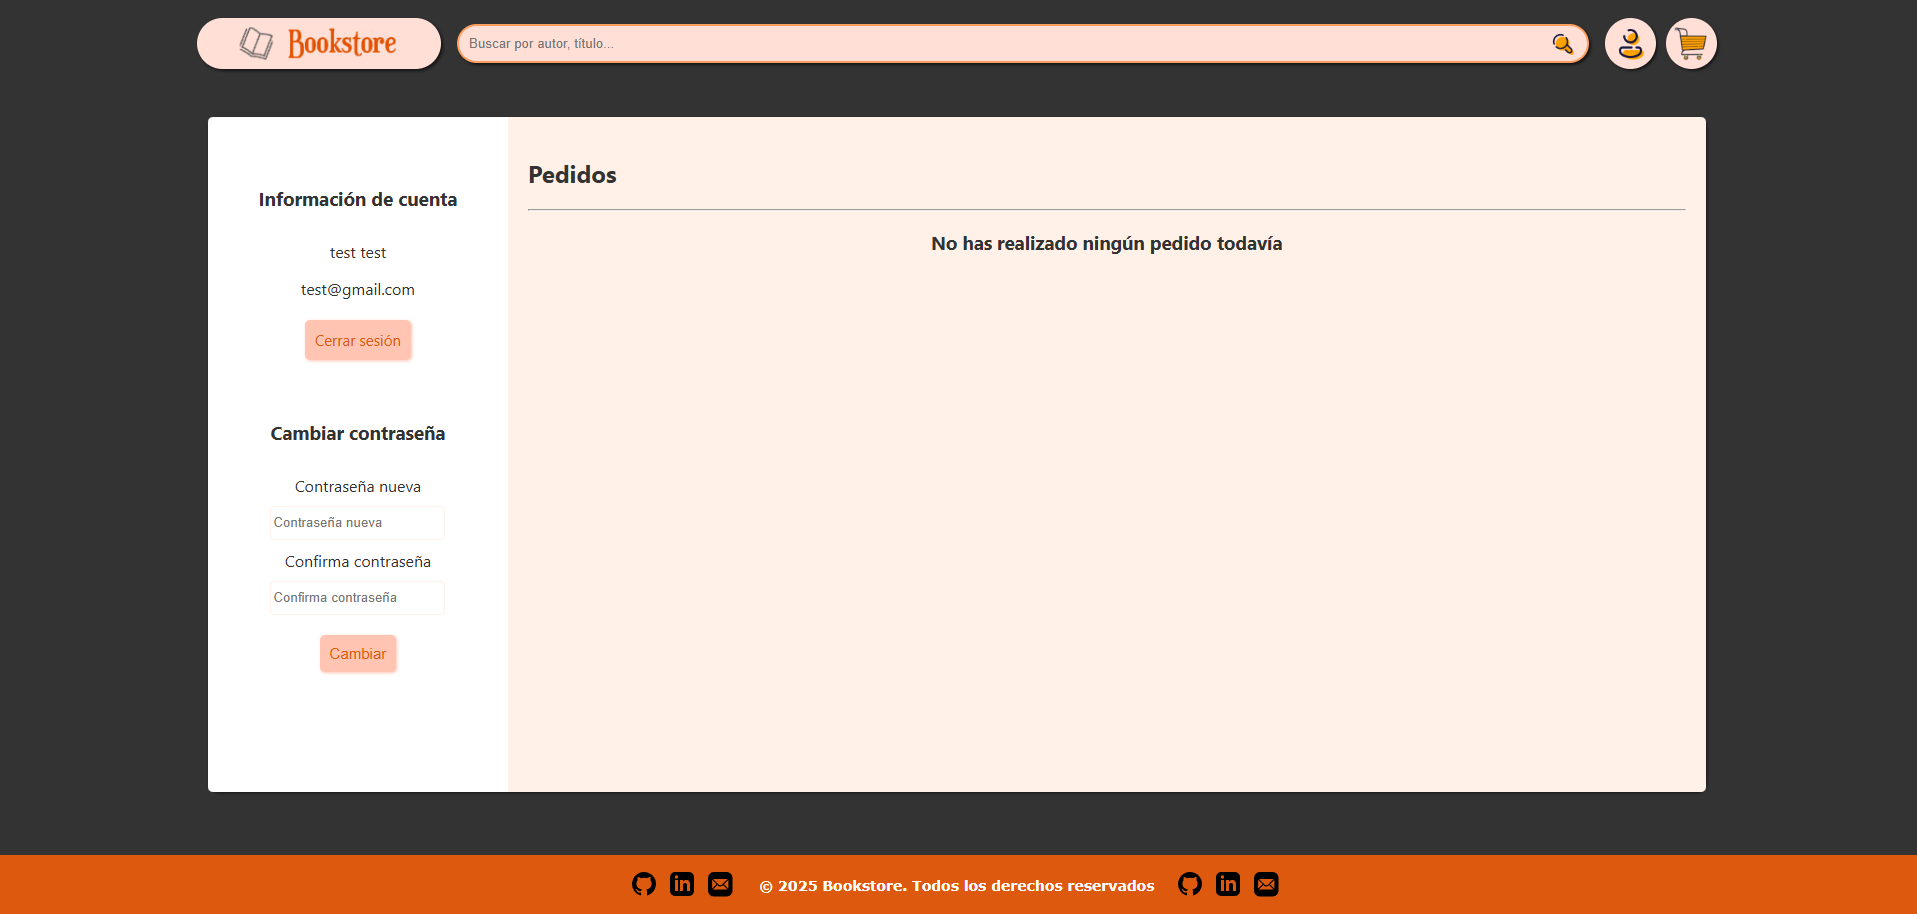 Bookstore
Buscar por autor, título...
Información de cuenta
test test
test@gmail.com
Cerrar sesión
Cambiar contraseña
Contraseña nueva
Contraseña nueva
Confirma contraseña
Confirma contraseña
Cambiar
Pedidos
No has realizado ningún pedido todavía
in
© 2025 Bookstore. Todos los derechos reservados
in